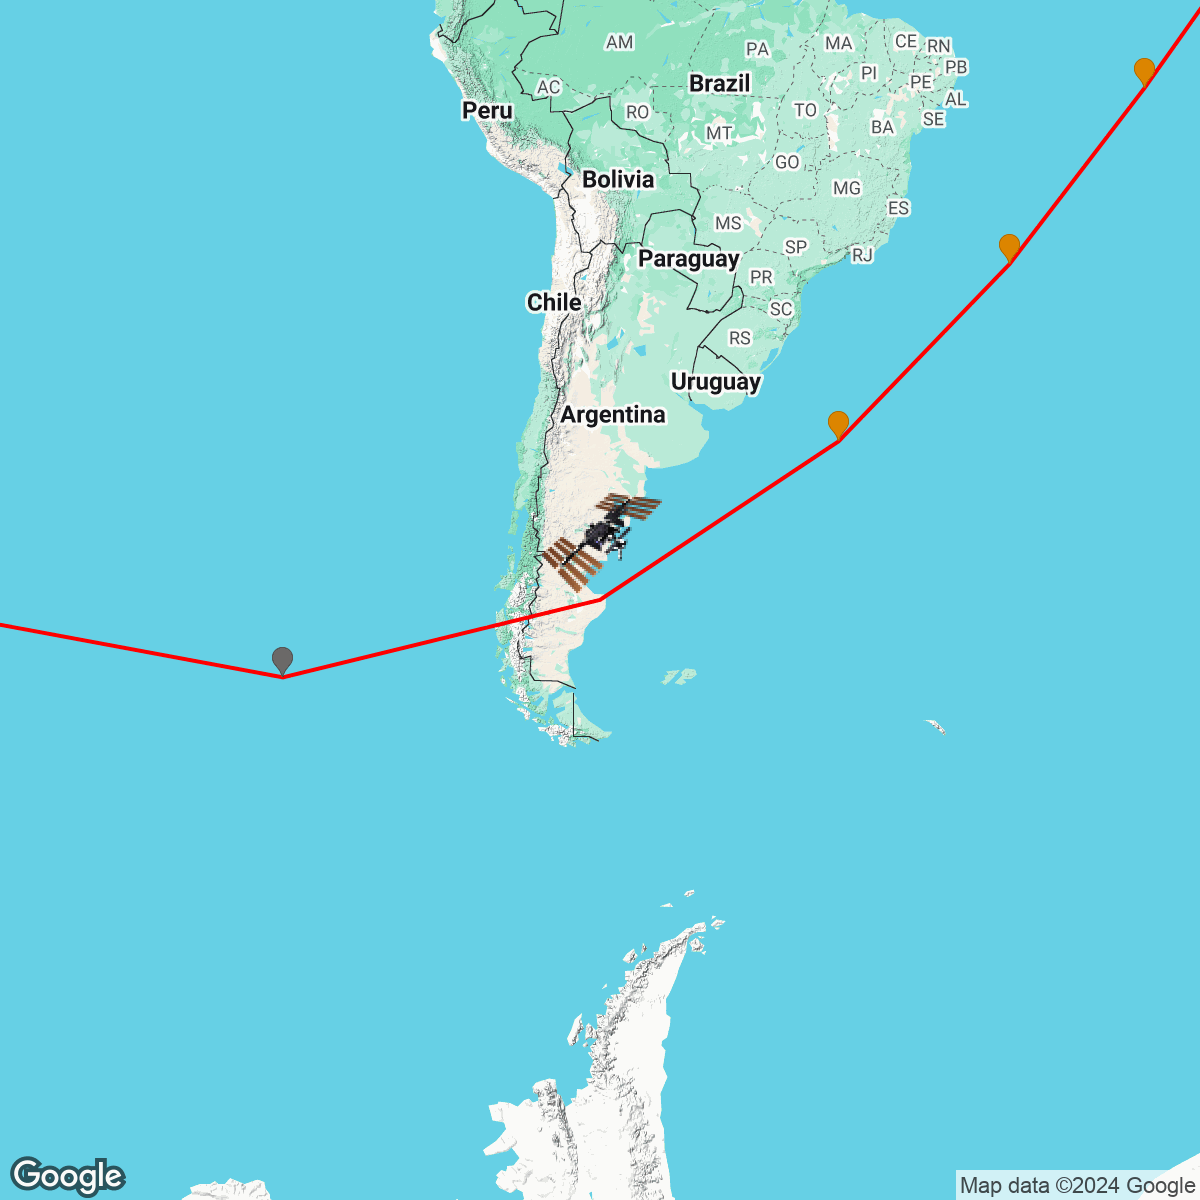 AM
PA
MA
CE
RN
PI
PB
PE
AL
Brazil
AC
Peru
RO
TO
SE
MT
BA
GO
Bolivia
MG
ES
MS
SP
Paraguay
RJ
PR
Chile
SC
RS
Uruguay
Argentina
Google
Map data ©2024 Google